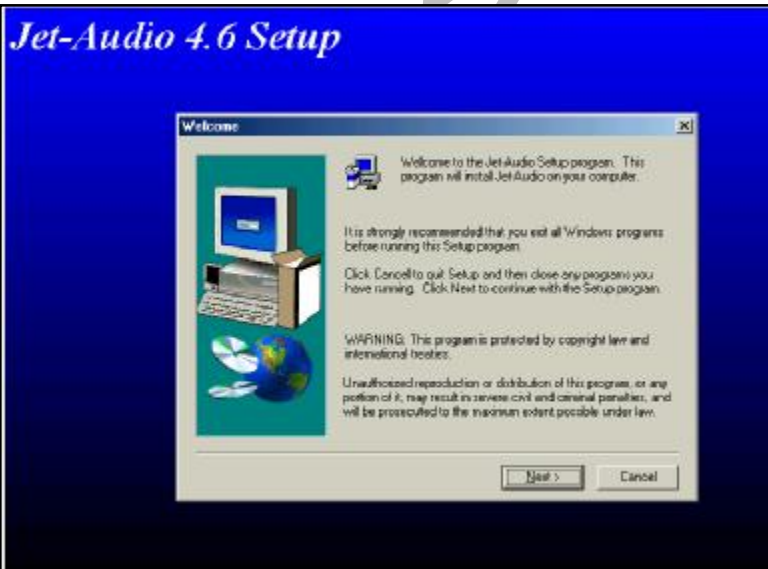 Jet-Audio 4.6 Setup
Welcome
Welcome to the Jet-Audio Setup program. This
program will install Jet-Audio on your computer.
It is strongly recommended that you exit all Windows programs
before running this Setup program.
Click Cancel to quit Setup and then close any programs you
have running. Click Next to continue with the Setup program.
WARNING: This program is protected by copyright law and
international treaties.
Unauthorized reproduction or distribution of this program, or any
portion of it, may result in severe civil and criminal penalties, and
will be prosecuted to the maximum extent possible under law.
Next >
Cancel